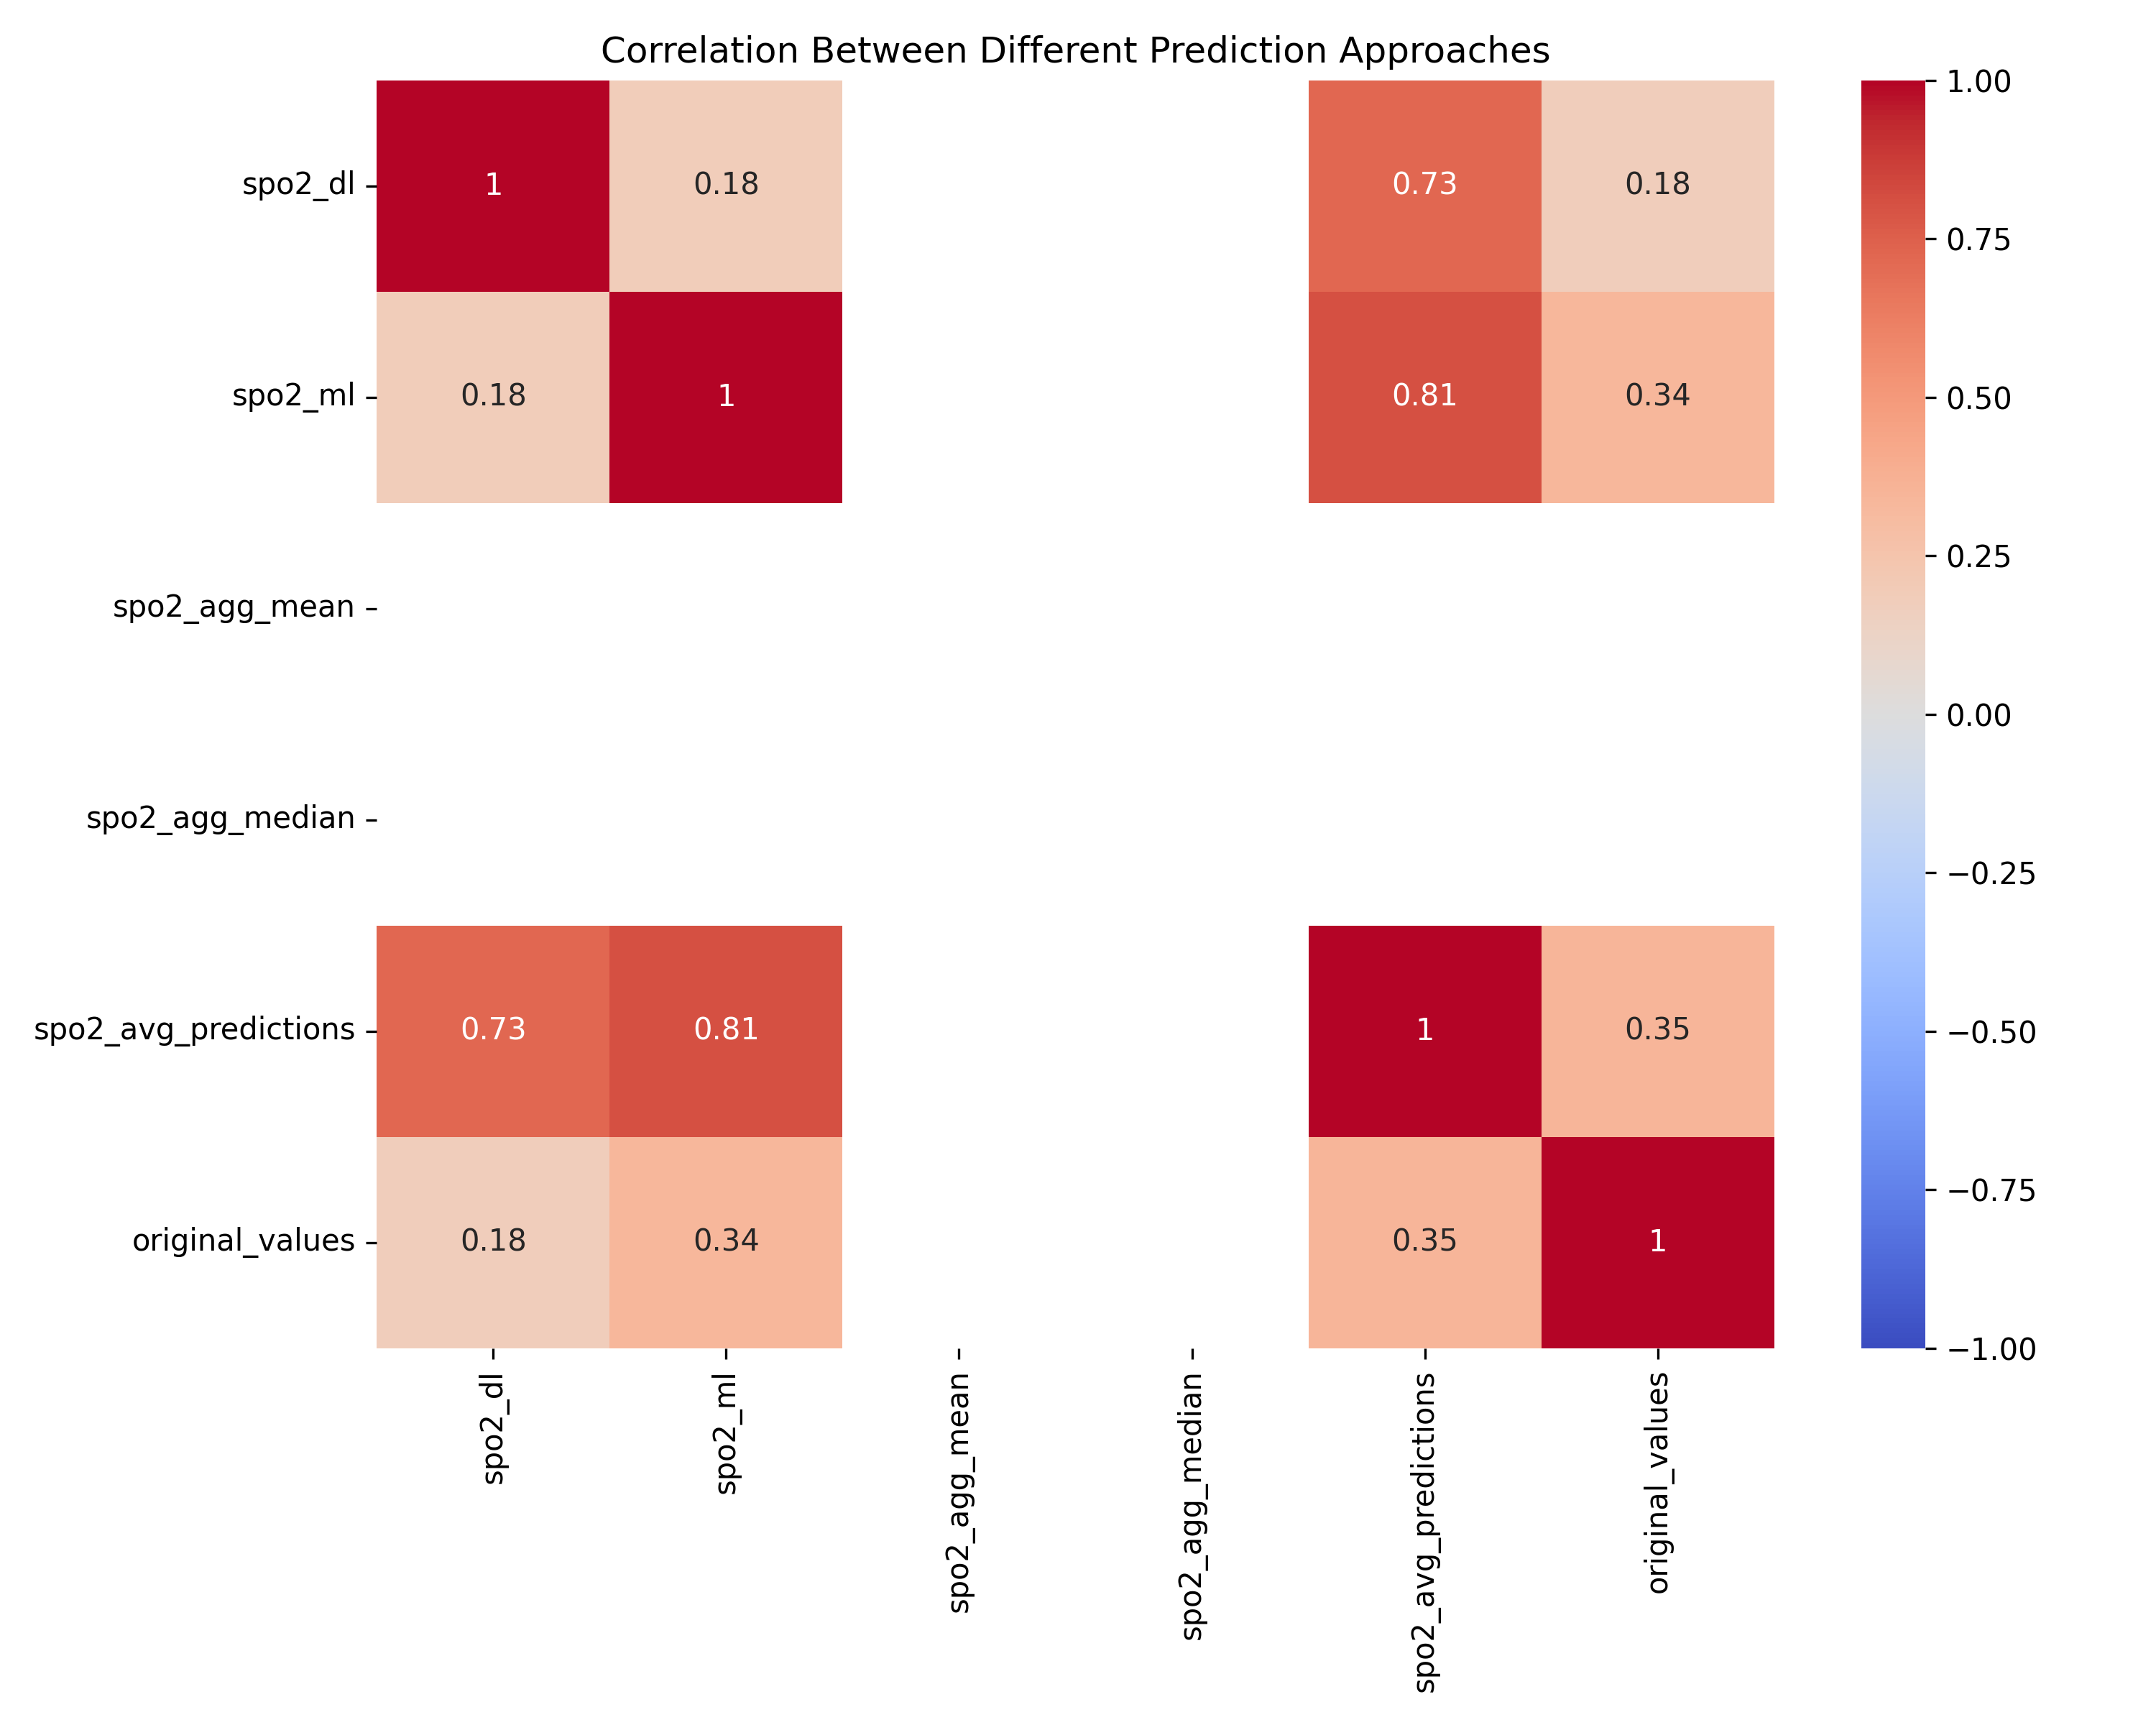 Correlation Between Different Prediction Approaches
spo2_dl
1
0.18
0.73
0.18
spo2_ml
0.18
1
0.81
0.34
spo2_agg_mean
spo2_agg_median
spo2_avg_predictions
0.73
0.81
1
0.35
original_values
0.18
0.34
0.35
1
spo2_dl
spo2_ml
spo2_agg_mean
spo2_agg_median
spo2_avg_predictions
original_values
1.00
0.75
0.50
0.25
0.00
−0.25
−0.50
−0.75
−1.00